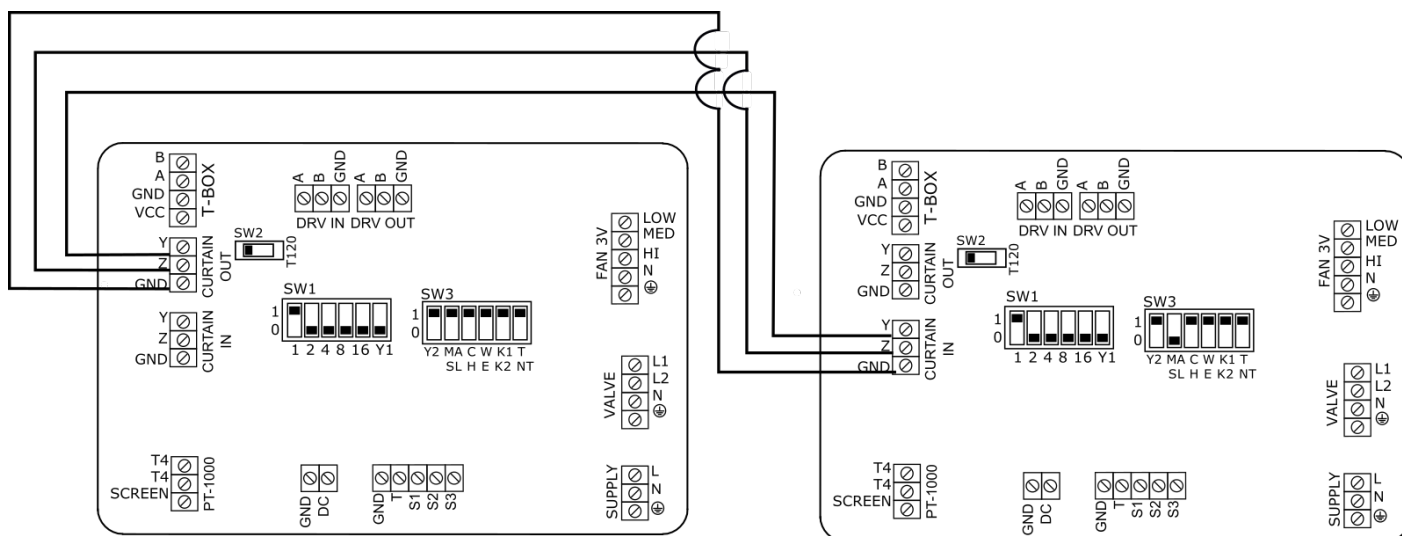 B
A
GND
VCC
T-BOX
A
B
GND
A
B
GND
DRV IN
DRV OUT
Y
Z
GND
CURTAIN
OUT
SW2
T120
LOW
MED
HI
N
FAN 3V
SW1
1
0
1 2 4 8 16 Y1
SW3
1
0
Y2 MA C W K1 T
SL H E K2 NT
Y
Z
GND
CURTAIN
IN
L1
L2
N
VALVE
T4
T4
SCREEN
PT-1000
GND
DC
GND
T
S1
S2
S3
L
N
SUPPLY
B
A
GND
VCC
T-BOX
A
B
GND
A
B
GND
DRV IN
DRV OUT
Y
Z
GND
CURTAIN
OUT
SW2
T120
LOW
MED
HI
N
FAN 3V
SW1
1
0
1 2 4 8 16 Y1
SW3
1
0
Y2 MA C W K1 T
SL H E K2 NT
Y
Z
GND
CURTAIN
IN
L1
L2
N
VALVE
T4
T4
SCREEN
PT-1000
GND
DC
GND
T
S1
S2
S3
L
N
SUPPLY